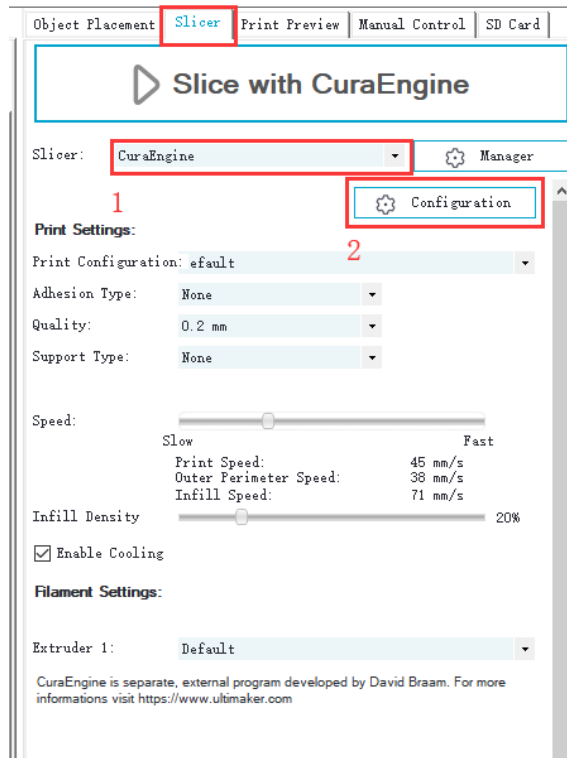 Object Placement Slicer Print Preview Manual Control SD Card
Slice with CuraEngine
Slicer: CuraEngine Manager
1 Configuration
Print Settings: 2
Print Configuration: efault
Adhesion Type: None
Quality: 0.2 mm
Support Type: None
Speed:
Slow Fast
Print Speed: 45 mm/s
Outer Perimeter Speed: 38 mm/s
Infill Speed: 71 mm/s
Infill Density 20%
Enable Cooling
Filament Settings:
Extruder 1: Default
CuraEngine is separate, external program developed by David Braam. For more
informations visit https://www.ultimaker.com